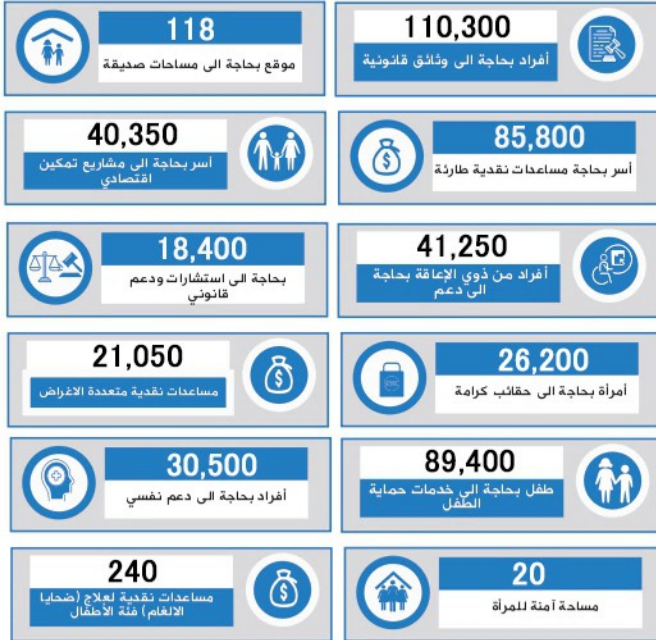 110,300
أفراد بحاجة الى وثائق قانونية
118
موقع بحاجة الى مساحات صديقة
85,800
أسر بحاجة مساعدات نقدية طارئة
40,350
أسر بحاجة الى مشاريع تمكين
اقتصادي
41,250
أفراد من ذوي الإعاقة بحاجة
الى دعم
18,400
بحاجة الى استشارات ودعم
قانوني
26,200
أمرأة بحاجة الى حقائب كرامة
21,050
مساعدات نقدية متعددة الاغراض
89,400
طفل بحاجة الى خدمات حماية
الطفل
30,500
أفراد بحاجة الى دعم نفسي
20
مساحة آمنة للمرأة
240
مساعدات نقدية لعلاج (ضحايا
الالغام) فئة الأطفال